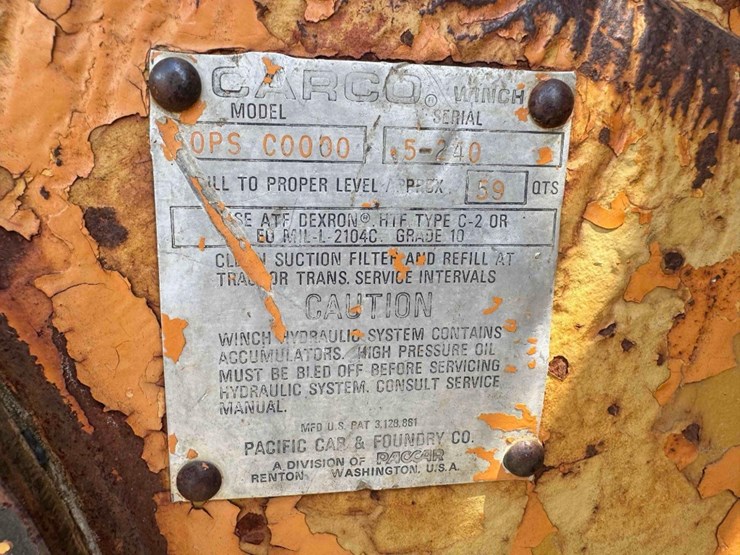 CARCO® WINCH
MODEL SERIAL
OPS C0000 5-240
FILL TO PROPER LEVEL APPROX. 59 QTS
USE ATF DEXRON® HTF TYPE C-2 OR
EO MIL-L-2104C GRADE 10
CLEAN SUCTION FILTER AND REFILL AT
TRACTOR TRANS. SERVICE INTERVALS
CAUTION
WINCH HYDRAULIC SYSTEM CONTAINS
ACCUMULATORS. HIGH PRESSURE OIL
MUST BE BLED OFF BEFORE SERVICING
HYDRAULIC SYSTEM. CONSULT SERVICE
MANUAL.
MFD U.S. PAT 3,128,861
PACIFIC CAR & FOUNDRY CO.
A DIVISION OF PACCAR
RENTON, WASHINGTON, U.S.A.